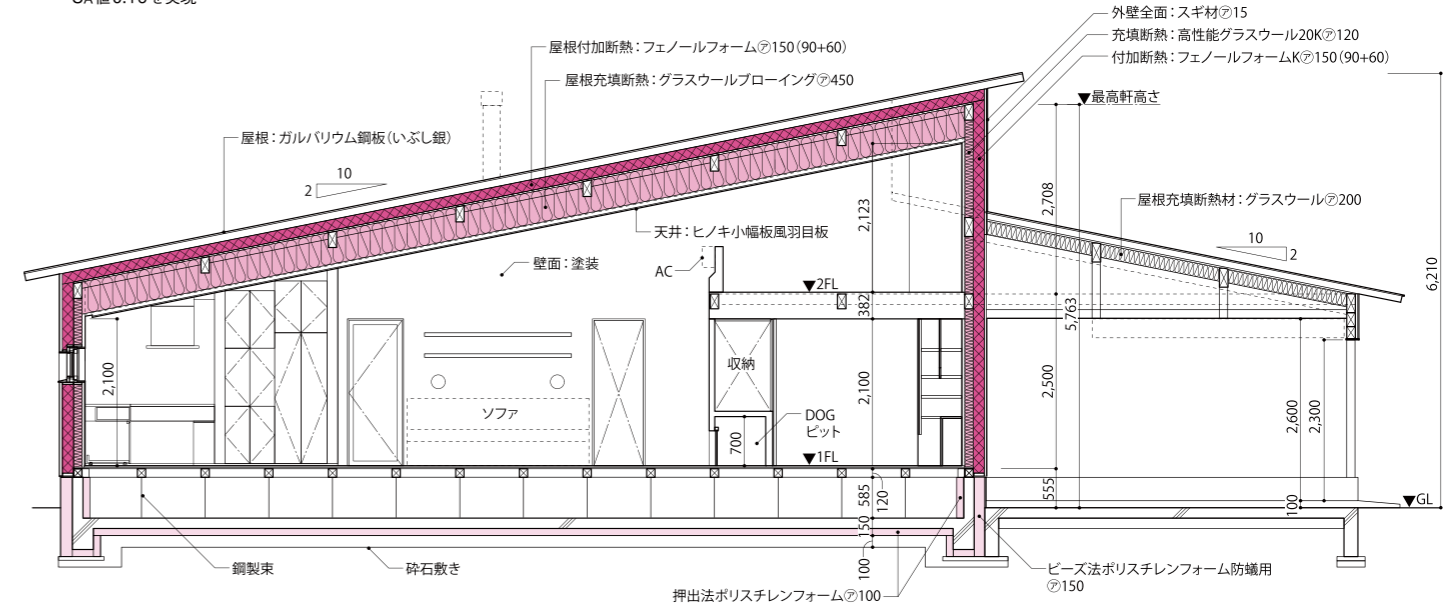 外壁全面：スギ材㋐15
充填断熱：高性能グラスウール20K㋐120
付加断熱：フェノールフォームK㋐150（90+60）
屋根付加断熱：フェノールフォーム㋐150（90+60）
屋根充填断熱：グラスウールブローイング㋐450
▼最高軒高さ
屋根：ガルバリウム鋼板（いぶし銀）
10
2
2,708
2,123
屋根充填断熱材：グラスウール㋐200
天井：ヒノキ小幅板風羽目板
10
2
壁面：塗装
AC
6,210
▼2FL
382
5,763
2,100
収納
2,100
2,500
ソファ
DOG
ピット
700
2,600
2,300
▼1FL
585
120
555
100
▼GL
150
100
鋼製束
砕石敷き
ビーズ法ポリスチレンフォーム防蟻用
㋐150
押出法ポリスチレンフォーム㋐100